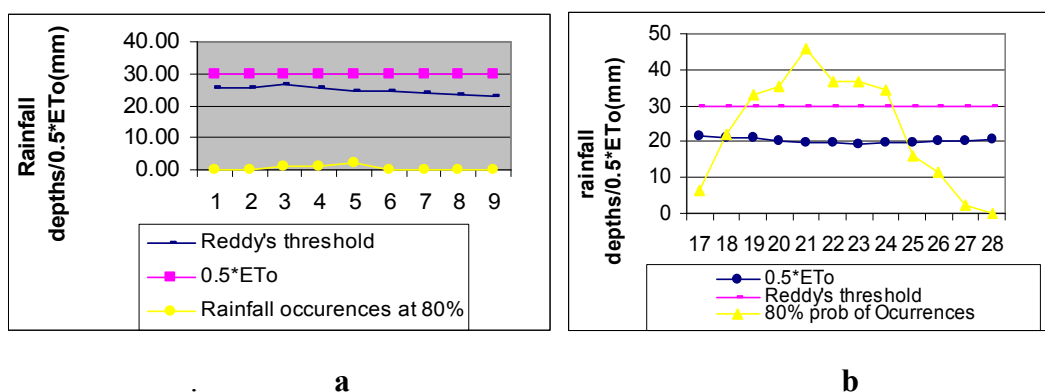 Rainfall
depths/0.5*ETo(mm)
40.00
30.00
20.00
10.00
0.00
1 2 3 4 5 6 7 8 9
Reddy's threshold
0.5*ETo
Rainfall occurences at 80%
a
rainfall
depths/0.5*ETo(mm)
50
40
30
20
10
0
17 18 19 20 21 22 23 24 25 26 27 28
0.5*ETo
Reddy's threshold
80% prob of Ocurrences
b